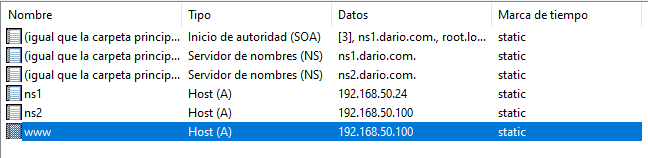 Nombre Tipo Datos Marca de tiempo
(igual que la carpeta princip... Inicio de autoridad (SOA) [3], ns1.dario.com., root.lo... static
(igual que la carpeta princip... Servidor de nombres (NS) ns1.dario.com. static
(igual que la carpeta princip... Servidor de nombres (NS) ns2.dario.com. static
ns1 Host (A) 192.168.50.24 static
ns2 Host (A) 192.168.50.100 static
www Host (A) 192.168.50.100 static